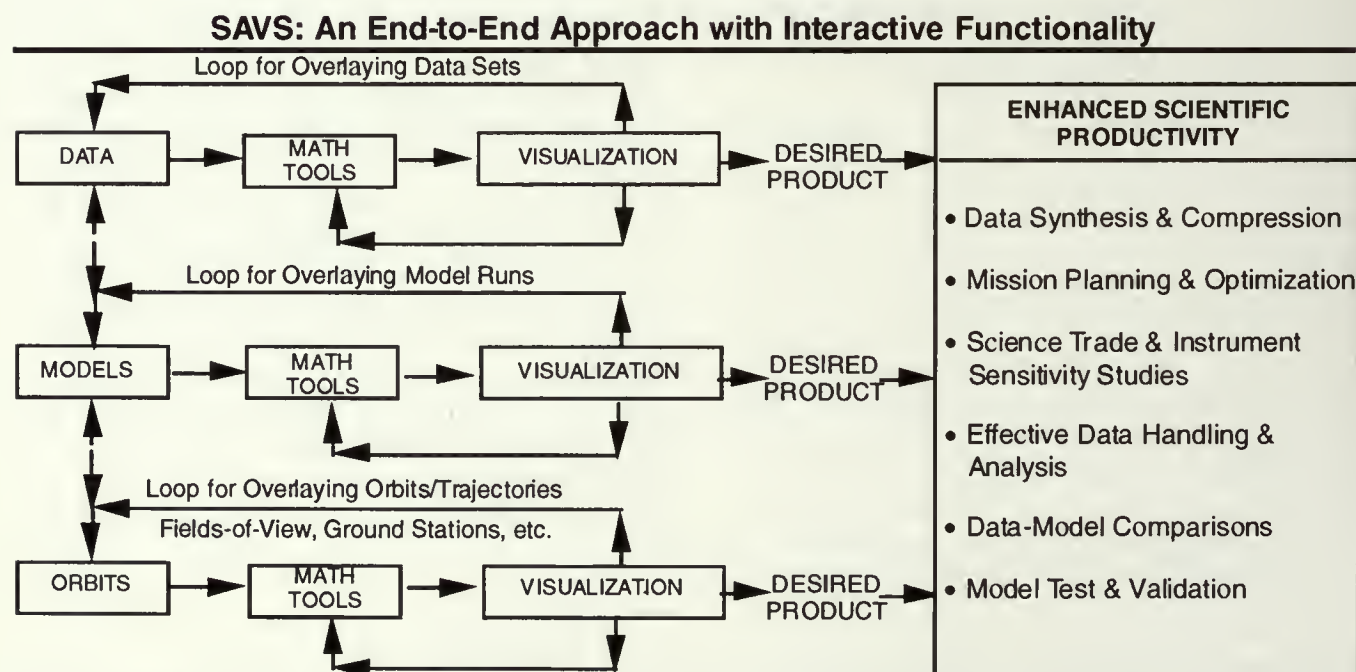 SAVS: An End-to-End Approach with Interactive Functionality
Loop for Overlaying Data Sets
DATA
MATH
TOOLS
VISUALIZATION
DESIRED
PRODUCT
Loop for Overlaying Model Runs
MODELS
MATH
TOOLS
VISUALIZATION
DESIRED
PRODUCT
Loop for Overlaying Orbits/Trajectories
Fields-of-View, Ground Stations, etc.
ORBITS
MATH
TOOLS
VISUALIZATION
DESIRED
PRODUCT
ENHANCED SCIENTIFIC
PRODUCTIVITY
• Data Synthesis & Compression
• Mission Planning & Optimization
• Science Trade & Instrument
Sensitivity Studies
• Effective Data Handling &
Analysis
• Data-Model Comparisons
• Model Test & Validation